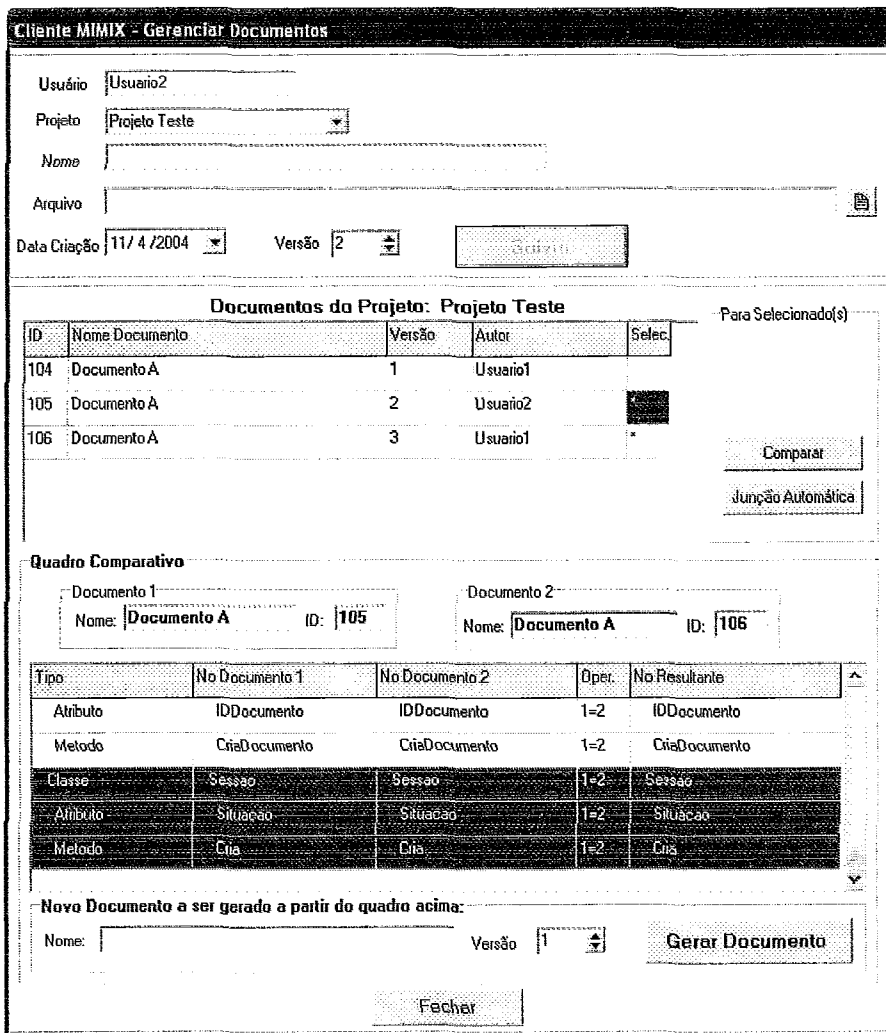 Cliente MIMIX - Gerenciar Documentos
Usuário Usuario2
Projeto Projeto Teste
Nome
Arquivo
Data Criação 11/ 4 /2004 Versão 2
Documentos do Projeto: Projeto Teste
Para Selecionado(s)
ID Nome Documento Versão Autor Selec.
104 Documento A 1 Usuario1
105 Documento A 2 Usuario2 *
106 Documento A 3 Usuario1 *
Comparar
Junção Automática
Quadro Comparativo
Documento 1 Documento 2
Nome: Documento A ID: 105 Nome: Documento A ID: 106
Tipo No Documento 1 No Documento 2 Oper. No Resultante
Atributo IDDocumento IDDocumento 1=2 IDDocumento
Metodo CriaDocumento CriaDocumento 1=2 CriaDocumento
Classe Sessao Sessao 1=2 Sessao
Atributo Situacao Situacao 1=2 Situacao
Metodo Cria Cria 1=2 Cria
Novo Documento a ser gerado a partir do quadro acima:
Nome: Versão 1 Gerar Documento
Fechar